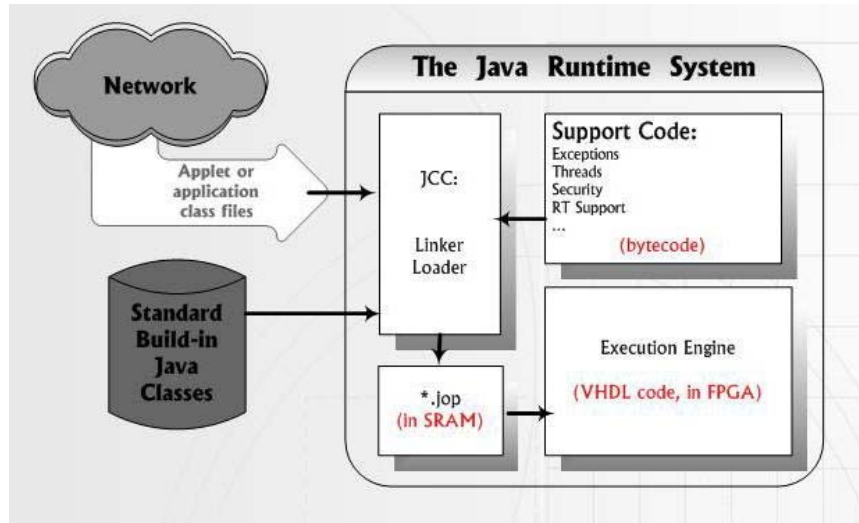 The Java Runtime System
Network
Applet or
application
class files
Standard
Build-in
Java
Classes
JCC:
Linker
Loader
Support Code:
Exceptions
Threads
Security
RT Support
...
(bytecode)
*.jop
(in SRAM)
Execution Engine
(VHDL code, in FPGA)